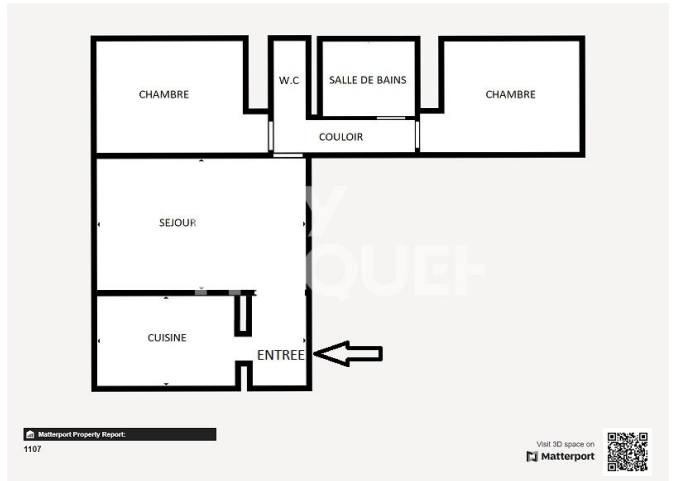 CHAMBRE
W.C
SALLE DE BAINS
CHAMBRE
COULOIR
SEJOUR
CUISINE
ENTREE
Matterport Property Report:
1107
Visit 3D space on
Matterport